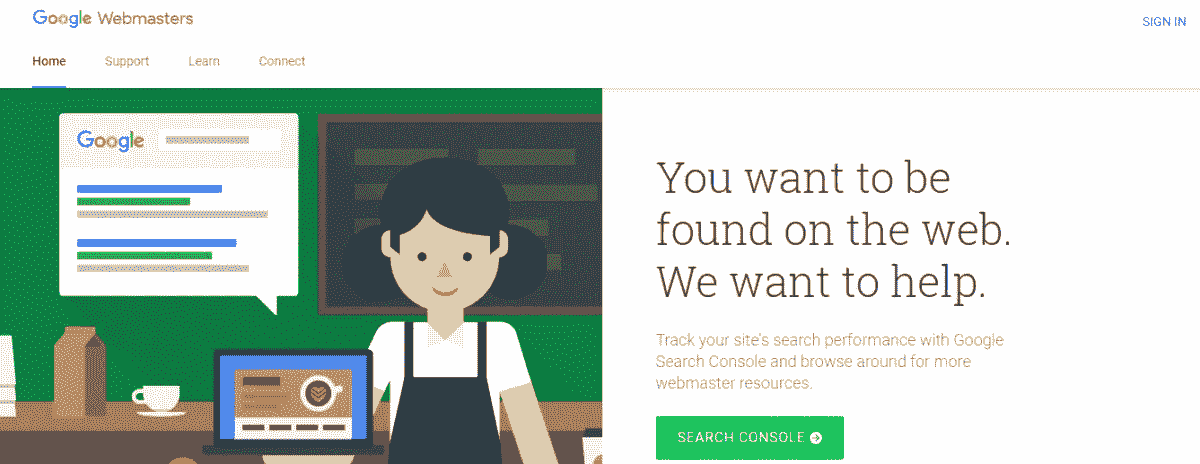 Google Webmasters
SIGN IN
Home Support Learn Connect
Google
You want to be
found on the web.
We want to help.
Track your site's search performance with Google
Search Console and browse around for more
webmaster resources.
SEARCH CONSOLE